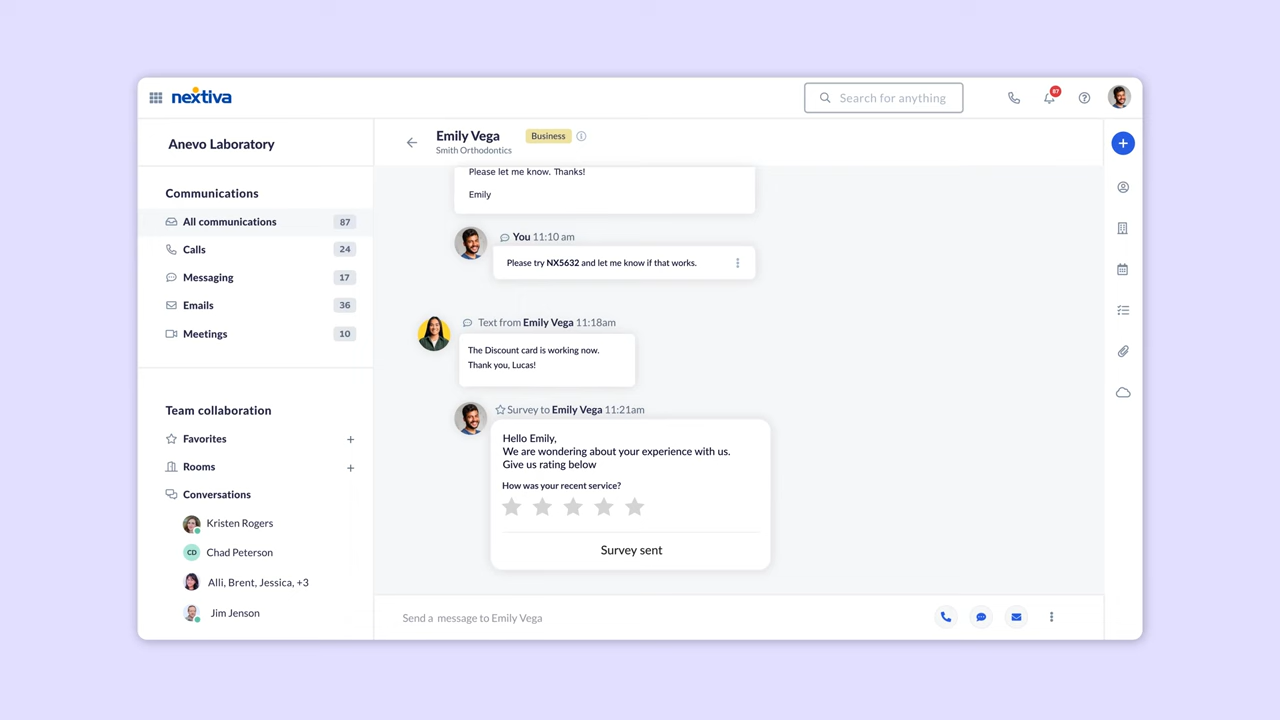 nextiva
Search for anything
87
Anevo Laboratory
Emily Vega
Business
Smith Orthodontics
Communications
All communications 87
Calls 24
Messaging 17
Emails 36
Meetings 10
Team collaboration
Favorites +
Rooms +
Conversations
Kristen Rogers
CD Chad Peterson
Alli, Brent, Jessica, +3
Jim Jenson
Please let me know. Thanks!
Emily
You 11:10 am
Please try NX5632 and let me know if that works.
Text from Emily Vega 11:18am
The Discount card is working now.
Thank you, Lucas!
Survey to Emily Vega 11:21am
Hello Emily,
We are wondering about your experience with us.
Give us rating below
How was your recent service?
Survey sent
Send a message to Emily Vega